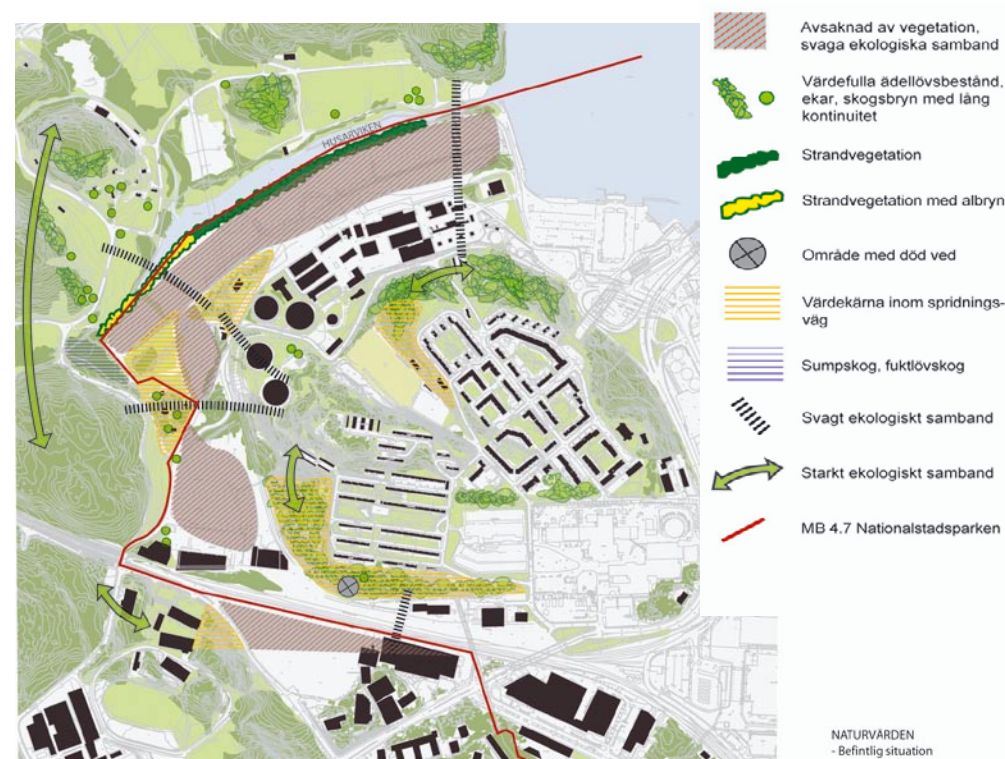 HUSARVIKEN
Avsaknad av vegetation,
svaga ekologiska samband
Värdefulla ädellövsbestånd,
ekar, skogsbryn med lång
kontinuitet
Strandvegetation
Strandvegetation med albryn
Område med död ved
Värdekärna inom spridnings-
väg
Sumpskog, fuktlövskog
Svagt ekologiskt samband
Starkt ekologiskt samband
MB 4.7 Nationalstadsparken
NATURVÄRDEN
- Befintlig situation